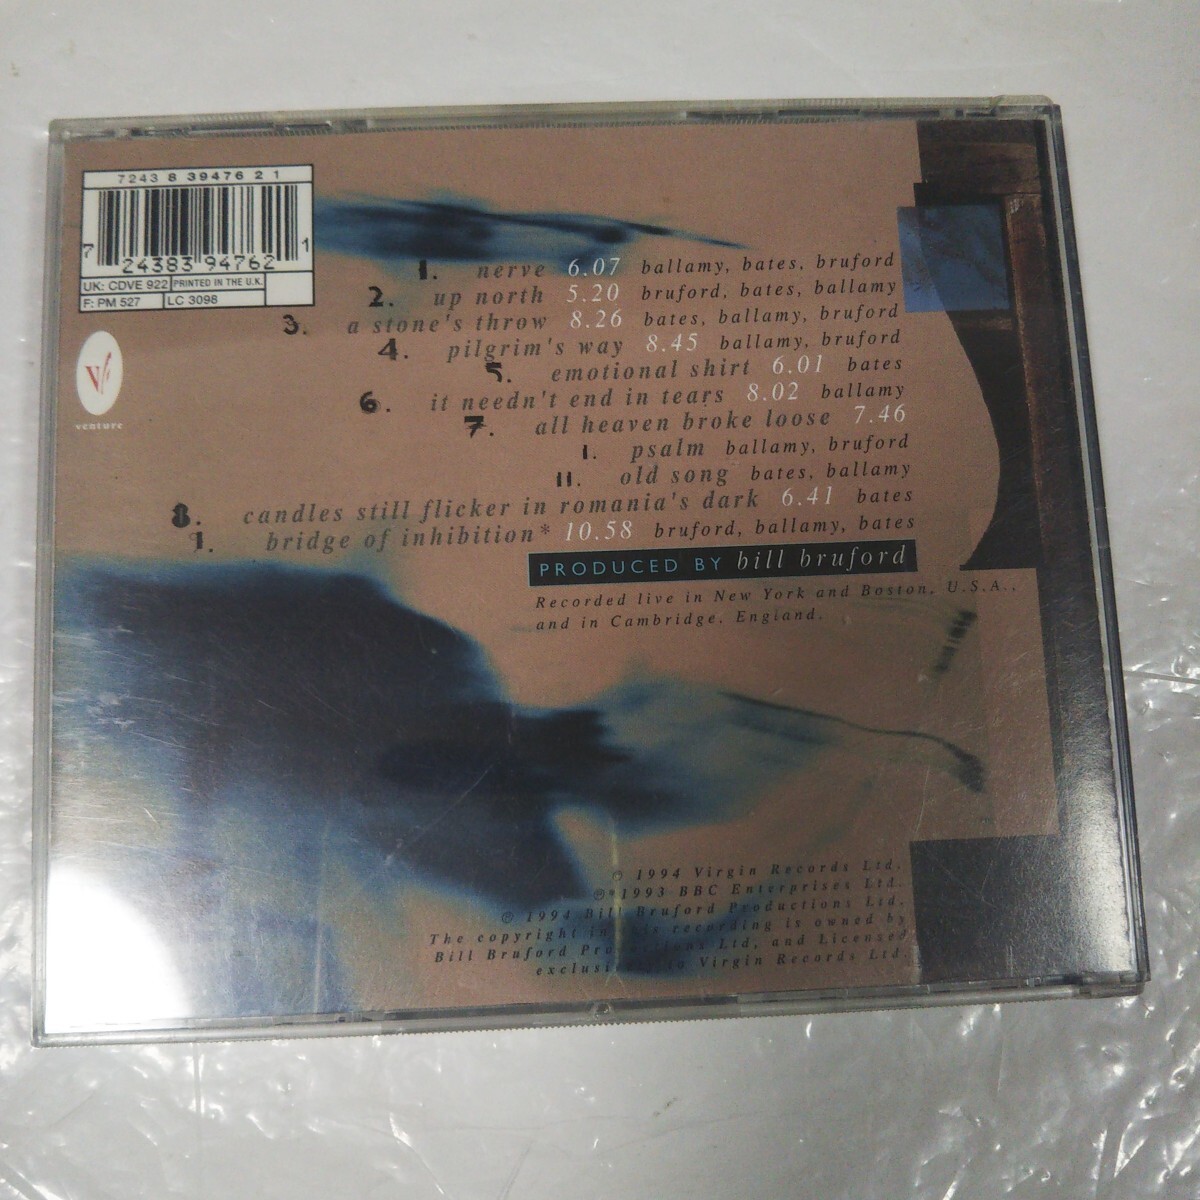 7243 8 39476 2 1
7 24383 94762 1
UK: CDVE 922 PRINTED IN THE U.K.
F: PM 527 LC 3098
venture
1. nerve 6.07 ballamy, bates, bruford
2. up north 5.20 bruford, bates, ballamy
3. a stone's throw 8.26 bates, ballamy, bruford
4. pilgrim's way 8.45 ballamy, bruford
5. emotional shirt 6.01 bates
6. it needn't end in tears 8.02 ballamy
7. all heaven broke loose 7.46
I. psalm ballamy, bruford
II. old song bates, ballamy
8. candles still flicker in romania's dark 6.41 bates
9. bridge of inhibition* 10.58 bruford, ballamy, bates
PRODUCED BY bill bruford
Recorded live in New York and Boston, U.S.A.,
and in Cambridge, England.
© 1994 Virgin Records Ltd.
℗*1993 BBC Enterprises Ltd.
℗ 1994 Bill Bruford Productions Ltd.
The copyright in this recording is owned by
Bill Bruford Productions Ltd, and Licensed
to Virgin Records Ltd.